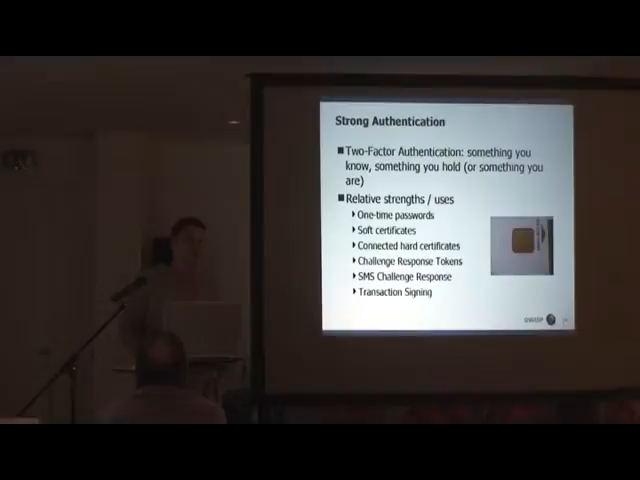 Strong Authentication
■Two-Factor Authentication: something you
know, something you hold (or something you
are)
■Relative strengths / uses
One-time passwords
Soft certificates
Connected hard certificates
Challenge Response Tokens
SMS Challenge Response
Transaction Signing
OWASP